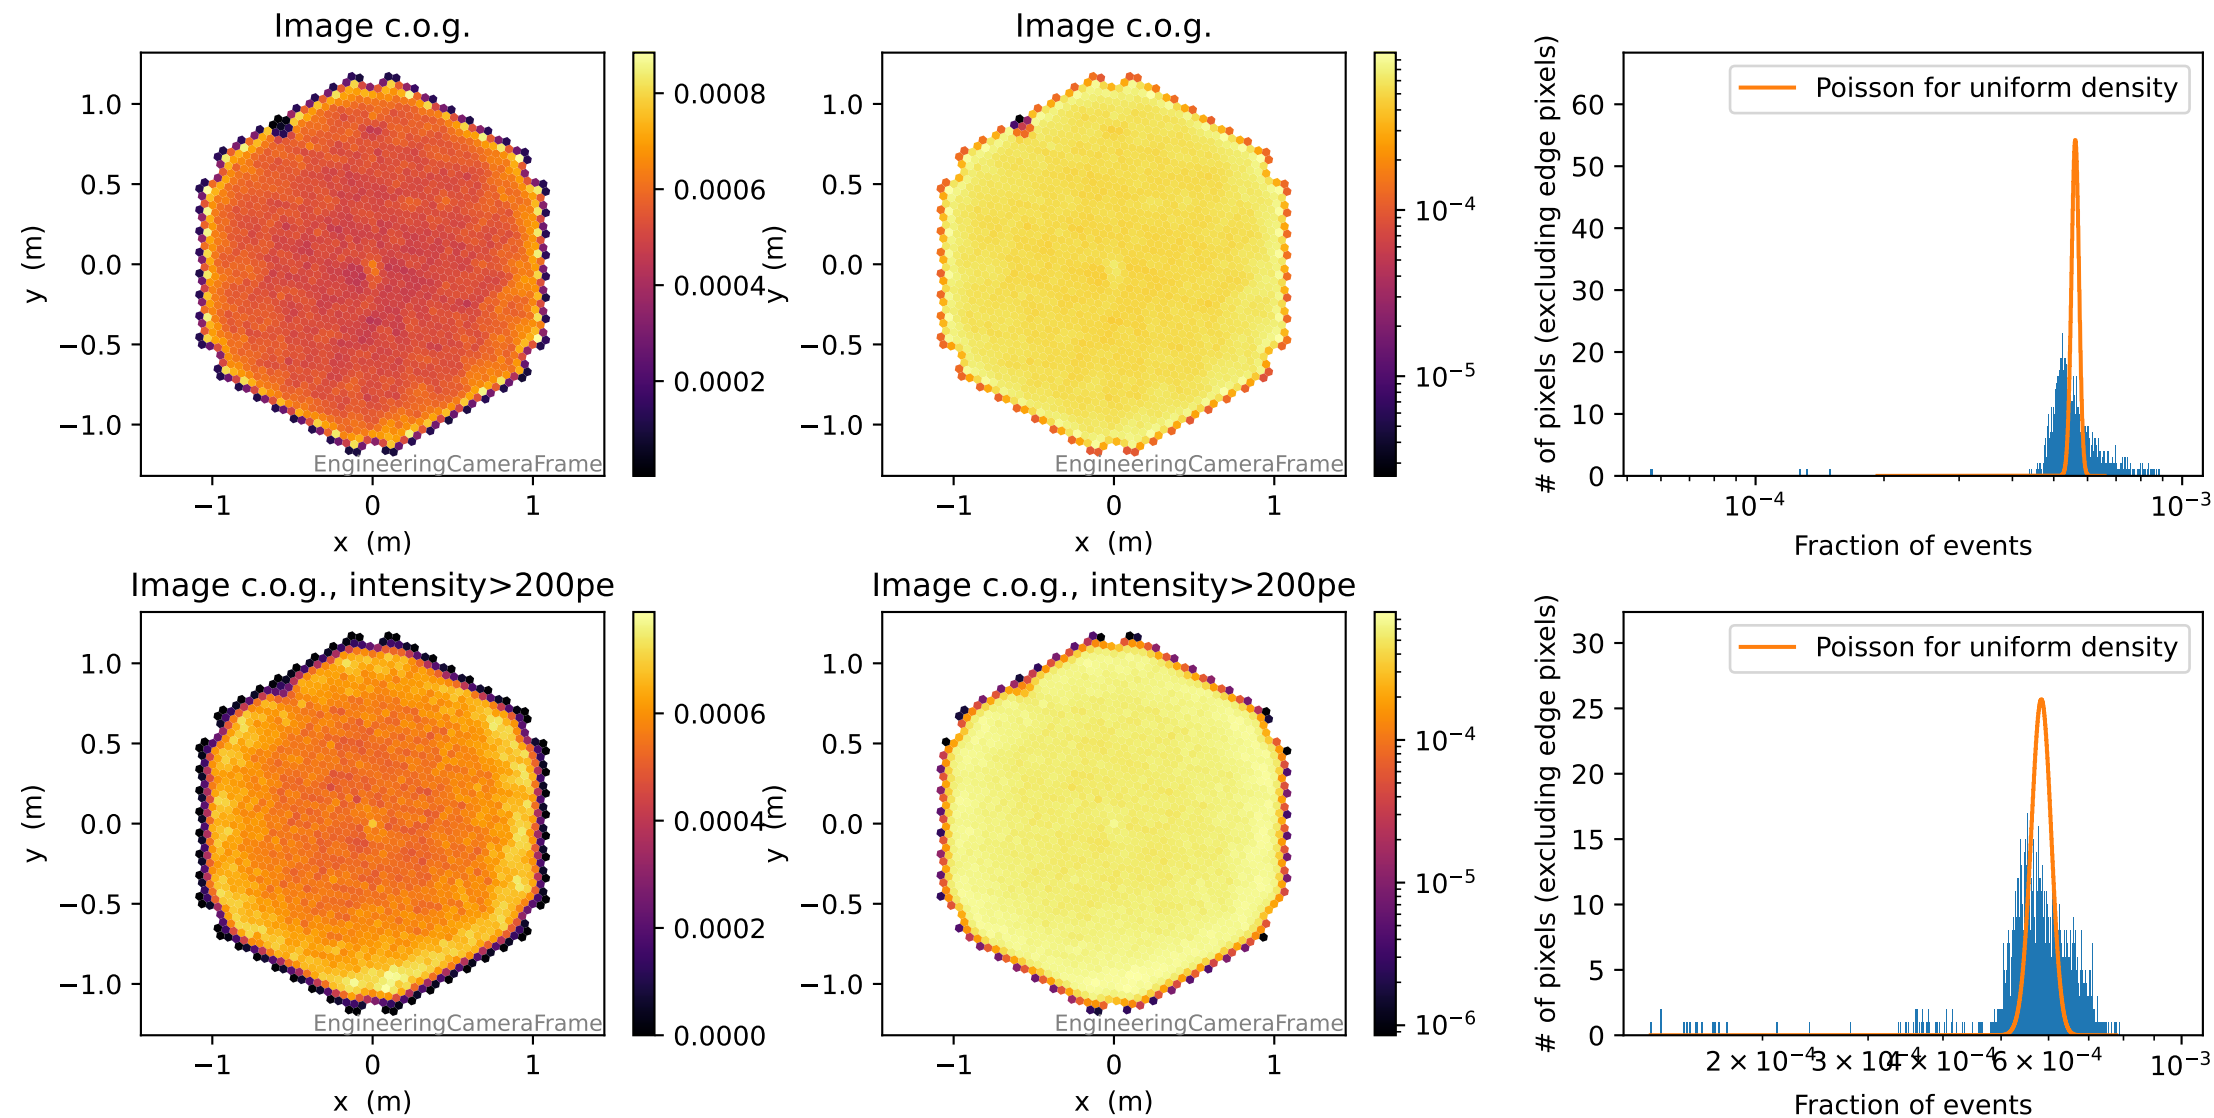 Image c.o.g.
1.0
0.5
0.0
−0.5
−1.0
y (m)
−1 0 1
x (m)
EngineeringCameraFrame
0.0008
0.0006
0.0004
0.0002
Image c.o.g.
1.0
0.5
0.0
−0.5
−1.0
y (m)
−1 0 1
x (m)
EngineeringCameraFrame
10−4
10−5
# of pixels (excluding edge pixels)
60
50
40
30
20
10
0
Poisson for uniform density
10−4 10−3
Fraction of events
Image c.o.g., intensity>200pe
1.0
0.5
0.0
−0.5
−1.0
y (m)
−1 0 1
x (m)
EngineeringCameraFrame
0.0006
0.0004
0.0002
0.0000
Image c.o.g., intensity>200pe
1.0
0.5
0.0
−0.5
−1.0
y (m)
−1 0 1
x (m)
EngineeringCameraFrame
10−4
10−5
10−6
# of pixels (excluding edge pixels)
30
25
20
15
10
5
0
Poisson for uniform density
2 × 10−4 3 × 10−4 4 × 10−4 6 × 10−4 10−3
Fraction of events